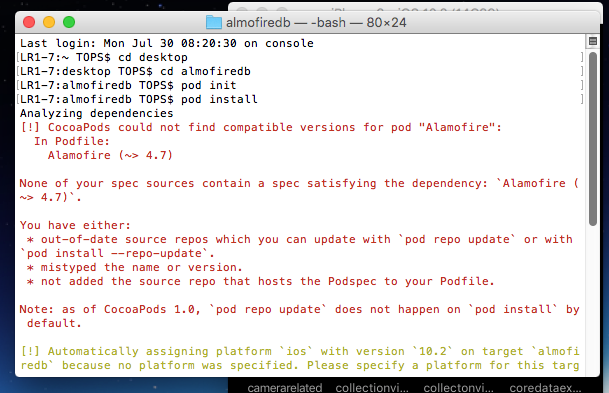 almofiredb — -bash — 80×24
Last login: Mon Jul 30 08:20:30 on console
[LR1-7:~ TOPS$ cd desktop ]
[LR1-7:desktop TOPS$ cd almofiredb ]
[LR1-7:almofiredb TOPS$ pod init ]
[LR1-7:almofiredb TOPS$ pod install ]
Analyzing dependencies
[!] CocoaPods could not find compatible versions for pod "Alamofire":
In Podfile:
Alamofire (~> 4.7)
None of your spec sources contain a spec satisfying the dependency: `Alamofire (
~> 4.7)`.
You have either:
* out-of-date source repos which you can update with `pod repo update` or with
`pod install --repo-update`.
* mistyped the name or version.
* not added the source repo that hosts the Podspec to your Podfile.
Note: as of CocoaPods 1.0, `pod repo update` does not happen on `pod install` by
default.
[!] Automatically assigning platform `ios` with version `10.2` on target `almofi
redb` because no platform was specified. Please specify a platform for this targ
camerarelated collectionvi... collectionvi... coredataex...